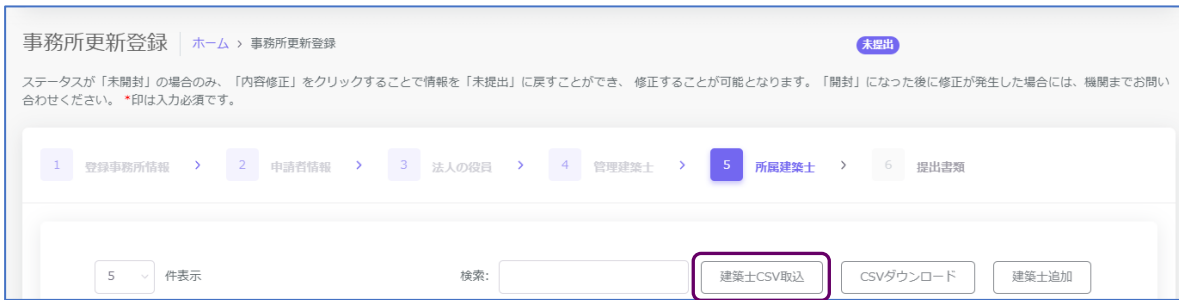 事務所更新登録 ホーム > 事務所更新登録 未提出
ステータスが「未開封」の場合のみ、「内容修正」をクリックすることで情報を「未提出」に戻すことができ、 修正することが可能となります。「開封」になった後に修正が発生した場合には、機関までお問い
合わせください。 *印は入力必須です。
1 登録事務所情報 > 2 申請者情報 > 3 法人の役員 > 4 管理建築士 > 5 所属建築士 > 6 提出書類
5 件表示 検索: 建築士CSV取込 CSVダウンロード 建築士追加